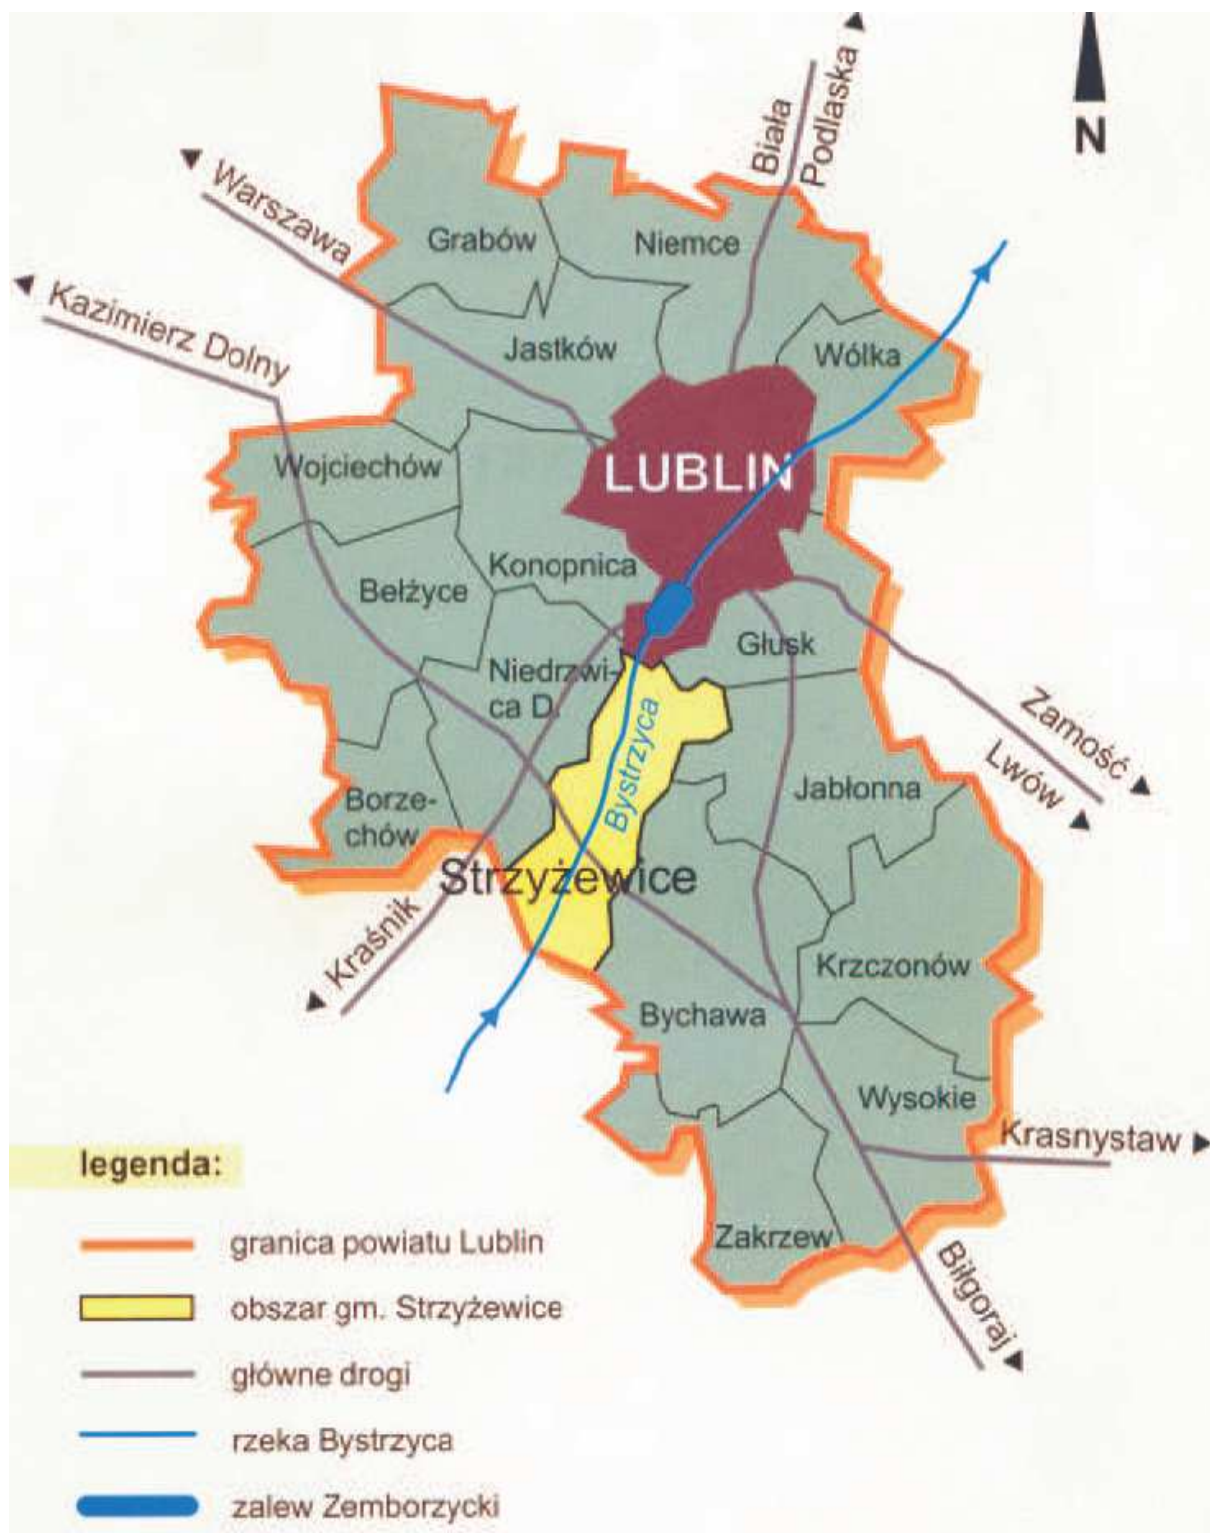 N
Biała
Podlaska
Warszawa
Kazimierz Dolny
Grabów
Niemce
Jastków
Wólka
Wojciechów
LUBLIN
Konopnica
Bełżyce
Głusk
Niedrzwi-
ca D.
Bystrzyca
Zamość
Lwów
Jabłonna
Borze-
chów
Strzyżewice
Kraśnik
Krzczonów
Bychawa
Wysokie
Krasnystaw
Zakrzew
Biłgoraj
legenda:
granica powiatu Lublin
obszar gm. Strzyżewice
główne drogi
rzeka Bystrzyca
zalew Zemborzycki